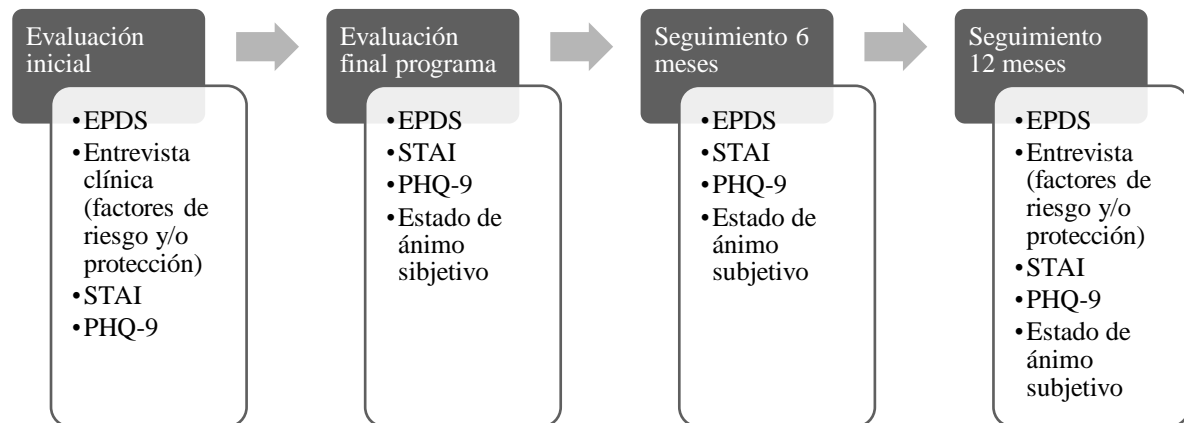 Evaluación
inicial
•EPDS
•Entrevista
clínica
(factores de
riesgo y/o
protección)
•STAI
•PHQ-9
Evaluación
final programa
•EPDS
•STAI
•PHQ-9
•Estado de
ánimo
sibjetivo
Seguimiento 6
meses
•EPDS
•STAI
•PHQ-9
•Estado de
ánimo
subjetivo
Seguimiento
12 meses
•EPDS
•Entrevista
(factores de
riesgo y/o
protección)
•STAI
•PHQ-9
•Estado de
ánimo
subjetivo